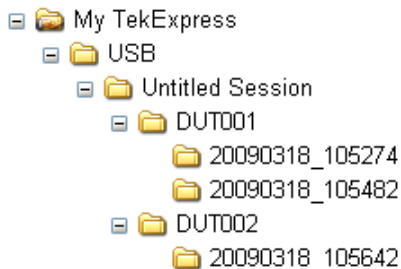 My TekExpress
USB
Untitled Session
DUT001
20090318_105274
20090318_105482
DUT002
20090318_105642